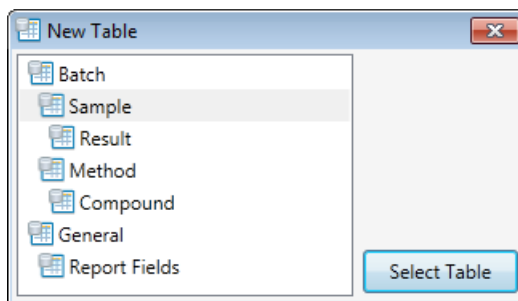 New Table
Batch
Sample
Result
Method
Compound
General
Report Fields
Select Table